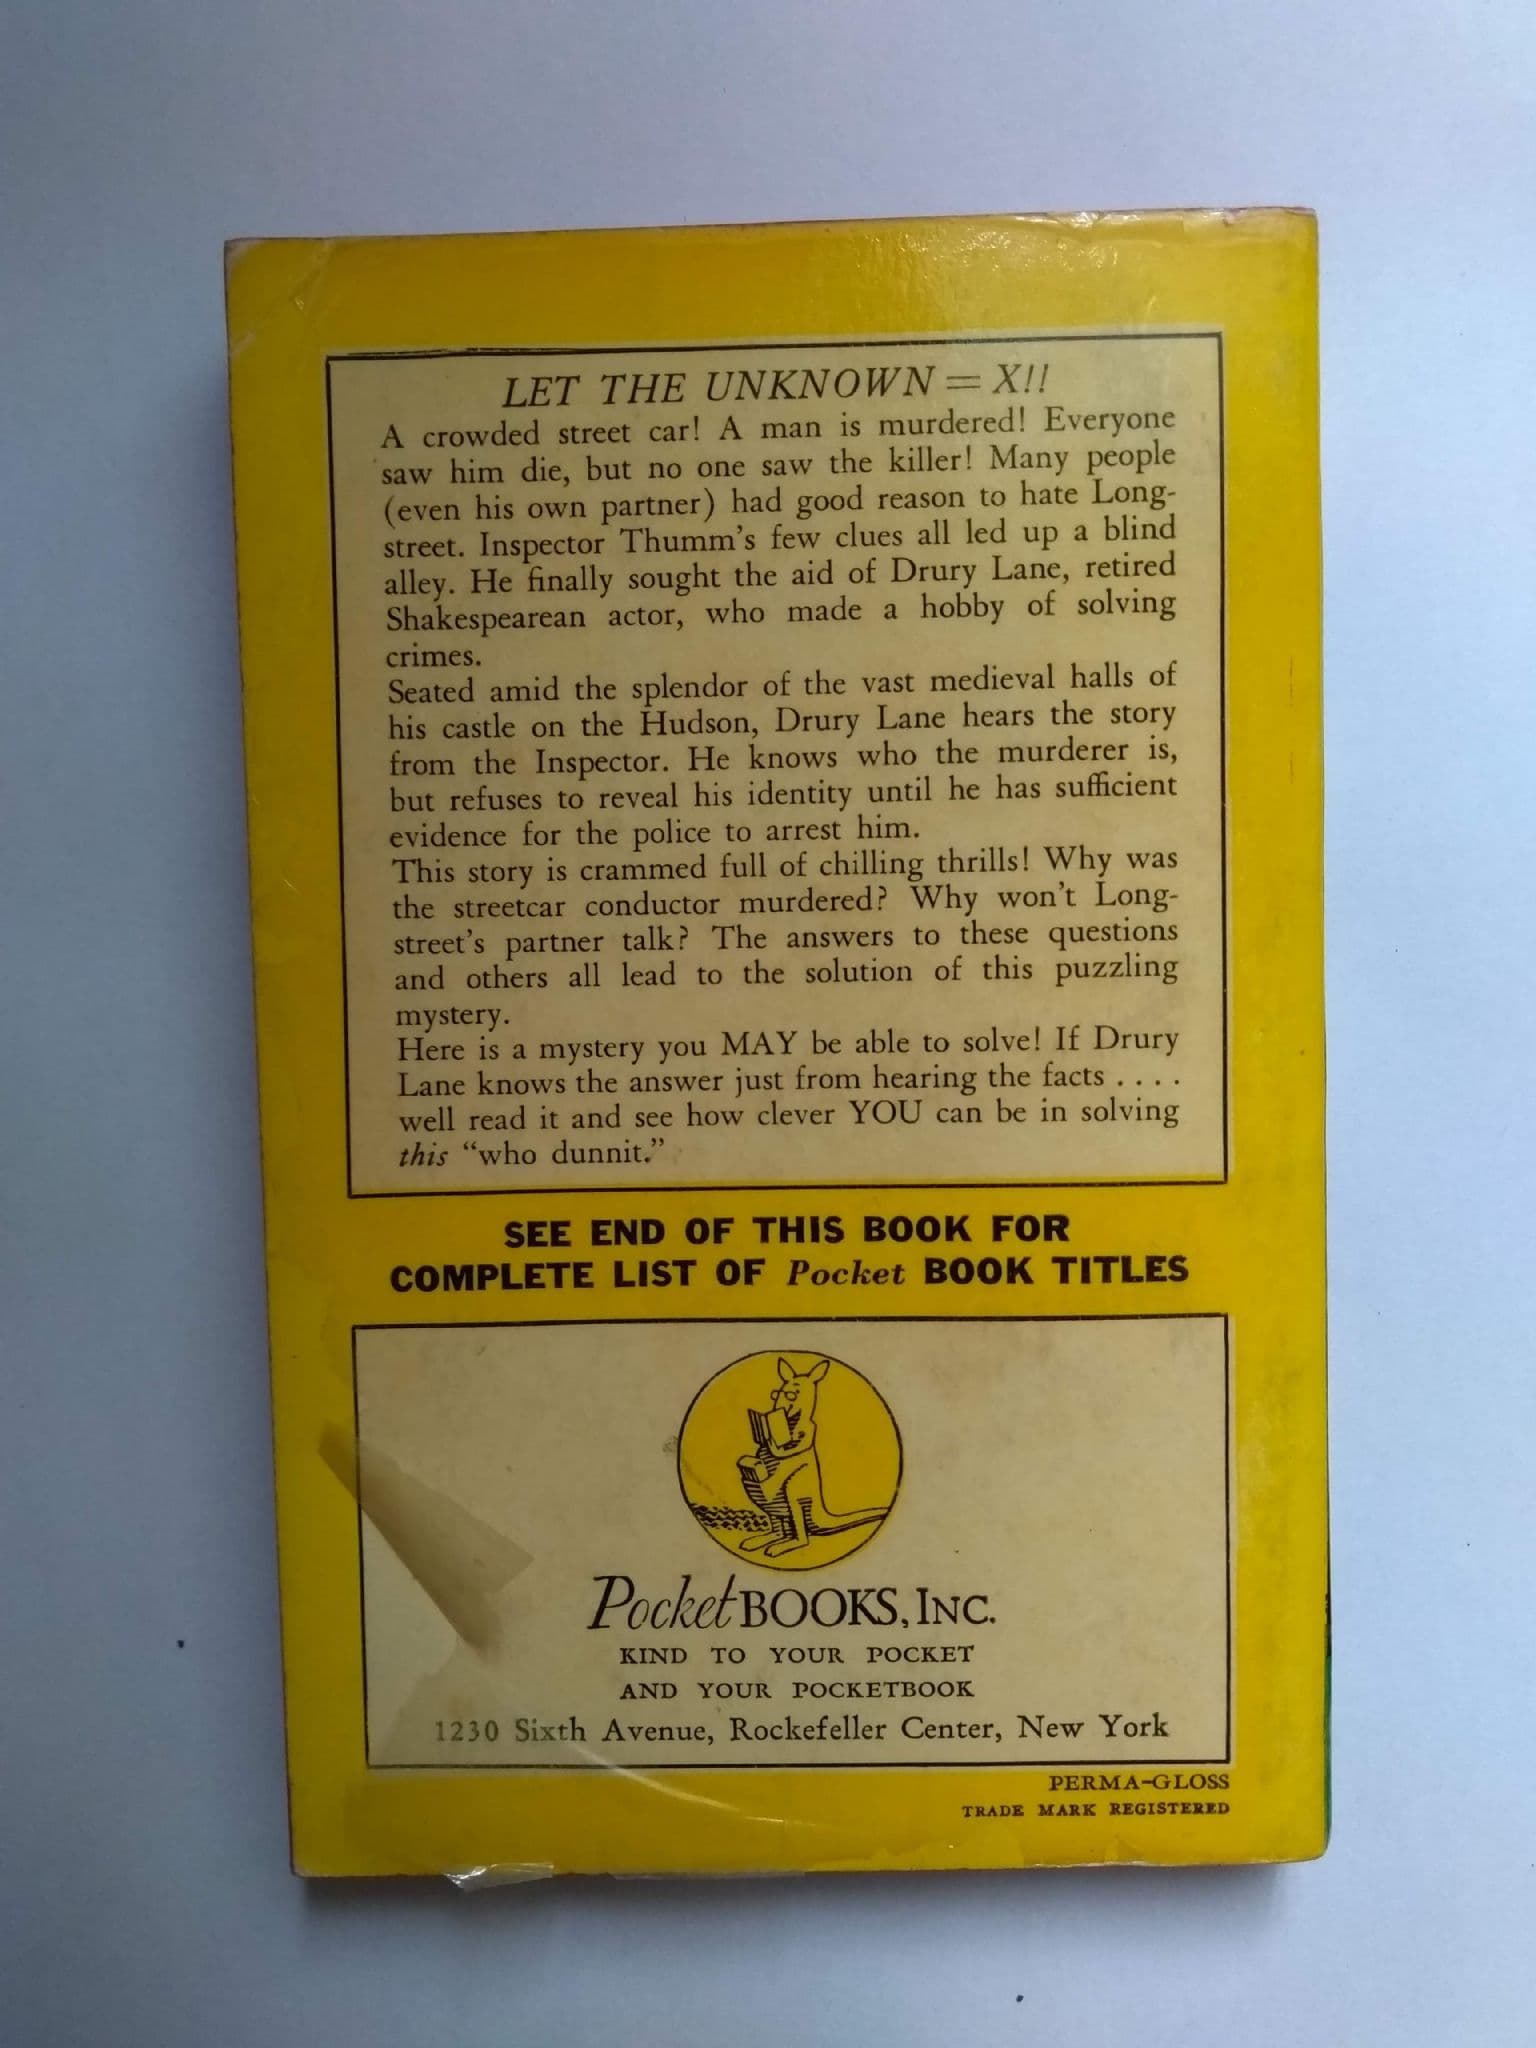 LET THE UNKNOWN = X!!
A crowded street car! A man is murdered! Everyone
saw him die, but no one saw the killer! Many people
(even his own partner) had good reason to hate Long-
street. Inspector Thumm's few clues all led up a blind
alley. He finally sought the aid of Drury Lane, retired
Shakespearean actor, who made a hobby of solving
crimes.
Seated amid the splendor of the vast medieval halls of
his castle on the Hudson, Drury Lane hears the story
from the Inspector. He knows who the murderer is,
but refuses to reveal his identity until he has sufficient
evidence for the police to arrest him.
This story is crammed full of chilling thrills! Why was
the streetcar conductor murdered? Why won't Long-
street's partner talk? The answers to these questions
and others all lead to the solution of this puzzling
mystery.
Here is a mystery you MAY be able to solve! If Drury
Lane knows the answer just from hearing the facts . . . .
well read it and see how clever YOU can be in solving
this "who dunnit."
SEE END OF THIS BOOK FOR
COMPLETE LIST OF Pocket BOOK TITLES
Pocket BOOKS, INC.
KIND TO YOUR POCKET
AND YOUR POCKETBOOK
1230 Sixth Avenue, Rockefeller Center, New York
PERMA-GLOSS
TRADE MARK REGISTERED